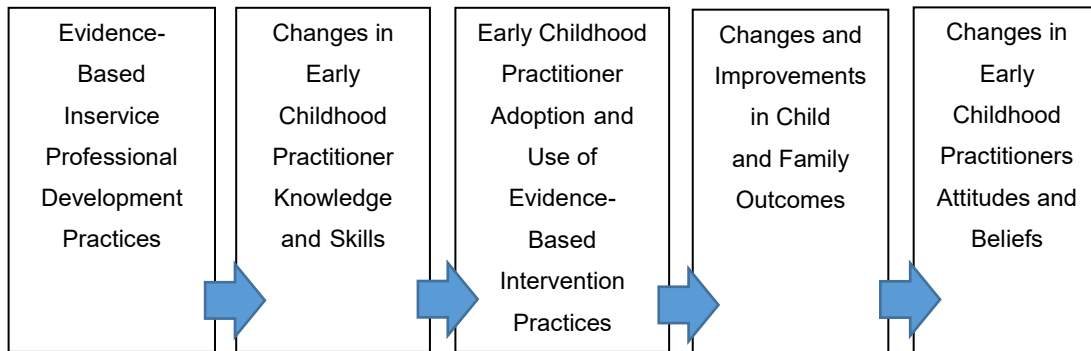 Evidence-
Based
Inservice
Professional
Development
Practices
Changes in
Early
Childhood
Practitioner
Knowledge
and Skills
Early Childhood
Practitioner
Adoption and
Use of
Evidence-
Based
Intervention
Practices
Changes and
Improvements
in Child
and Family
Outcomes
Changes in
Early
Childhood
Practitioners
Attitudes and
Beliefs